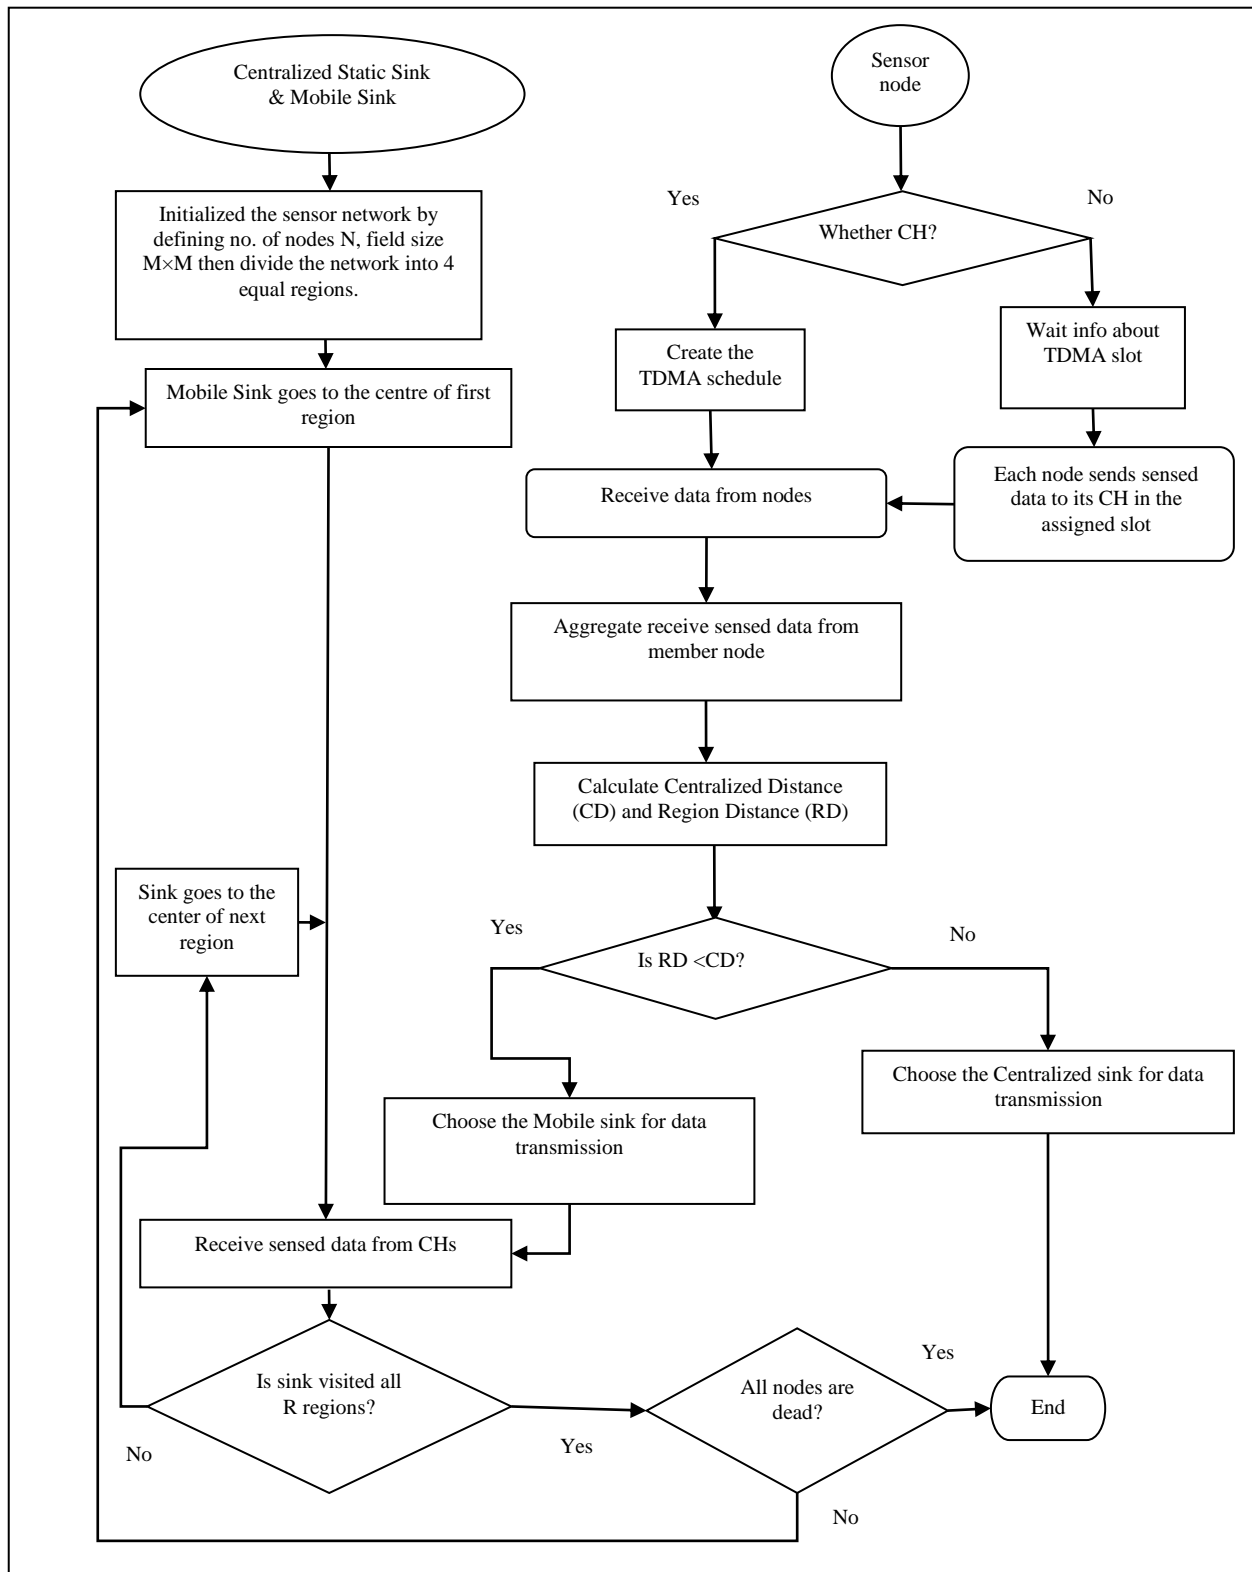 Centralized Static Sink
& Mobile Sink
Initialized the sensor network by
defining no. of nodes N, field size
M×M then divide the network into 4
equal regions.
Mobile Sink goes to the centre of first
region
Sink goes to the
center of next
region
Receive sensed data from CHs
Is sink visited all
R regions?
No
Yes
All nodes are
dead?
Yes
No
End
Sensor
node
Yes
No
Whether CH?
Create the
TDMA schedule
Wait info about
TDMA slot
Receive data from nodes
Each node sends sensed
data to its CH in the
assigned slot
Aggregate receive sensed data from
member node
Calculate Centralized Distance
(CD) and Region Distance (RD)
Yes
No
Is RD <CD?
Choose the Mobile sink for data
transmission
Choose the Centralized sink for data
transmission